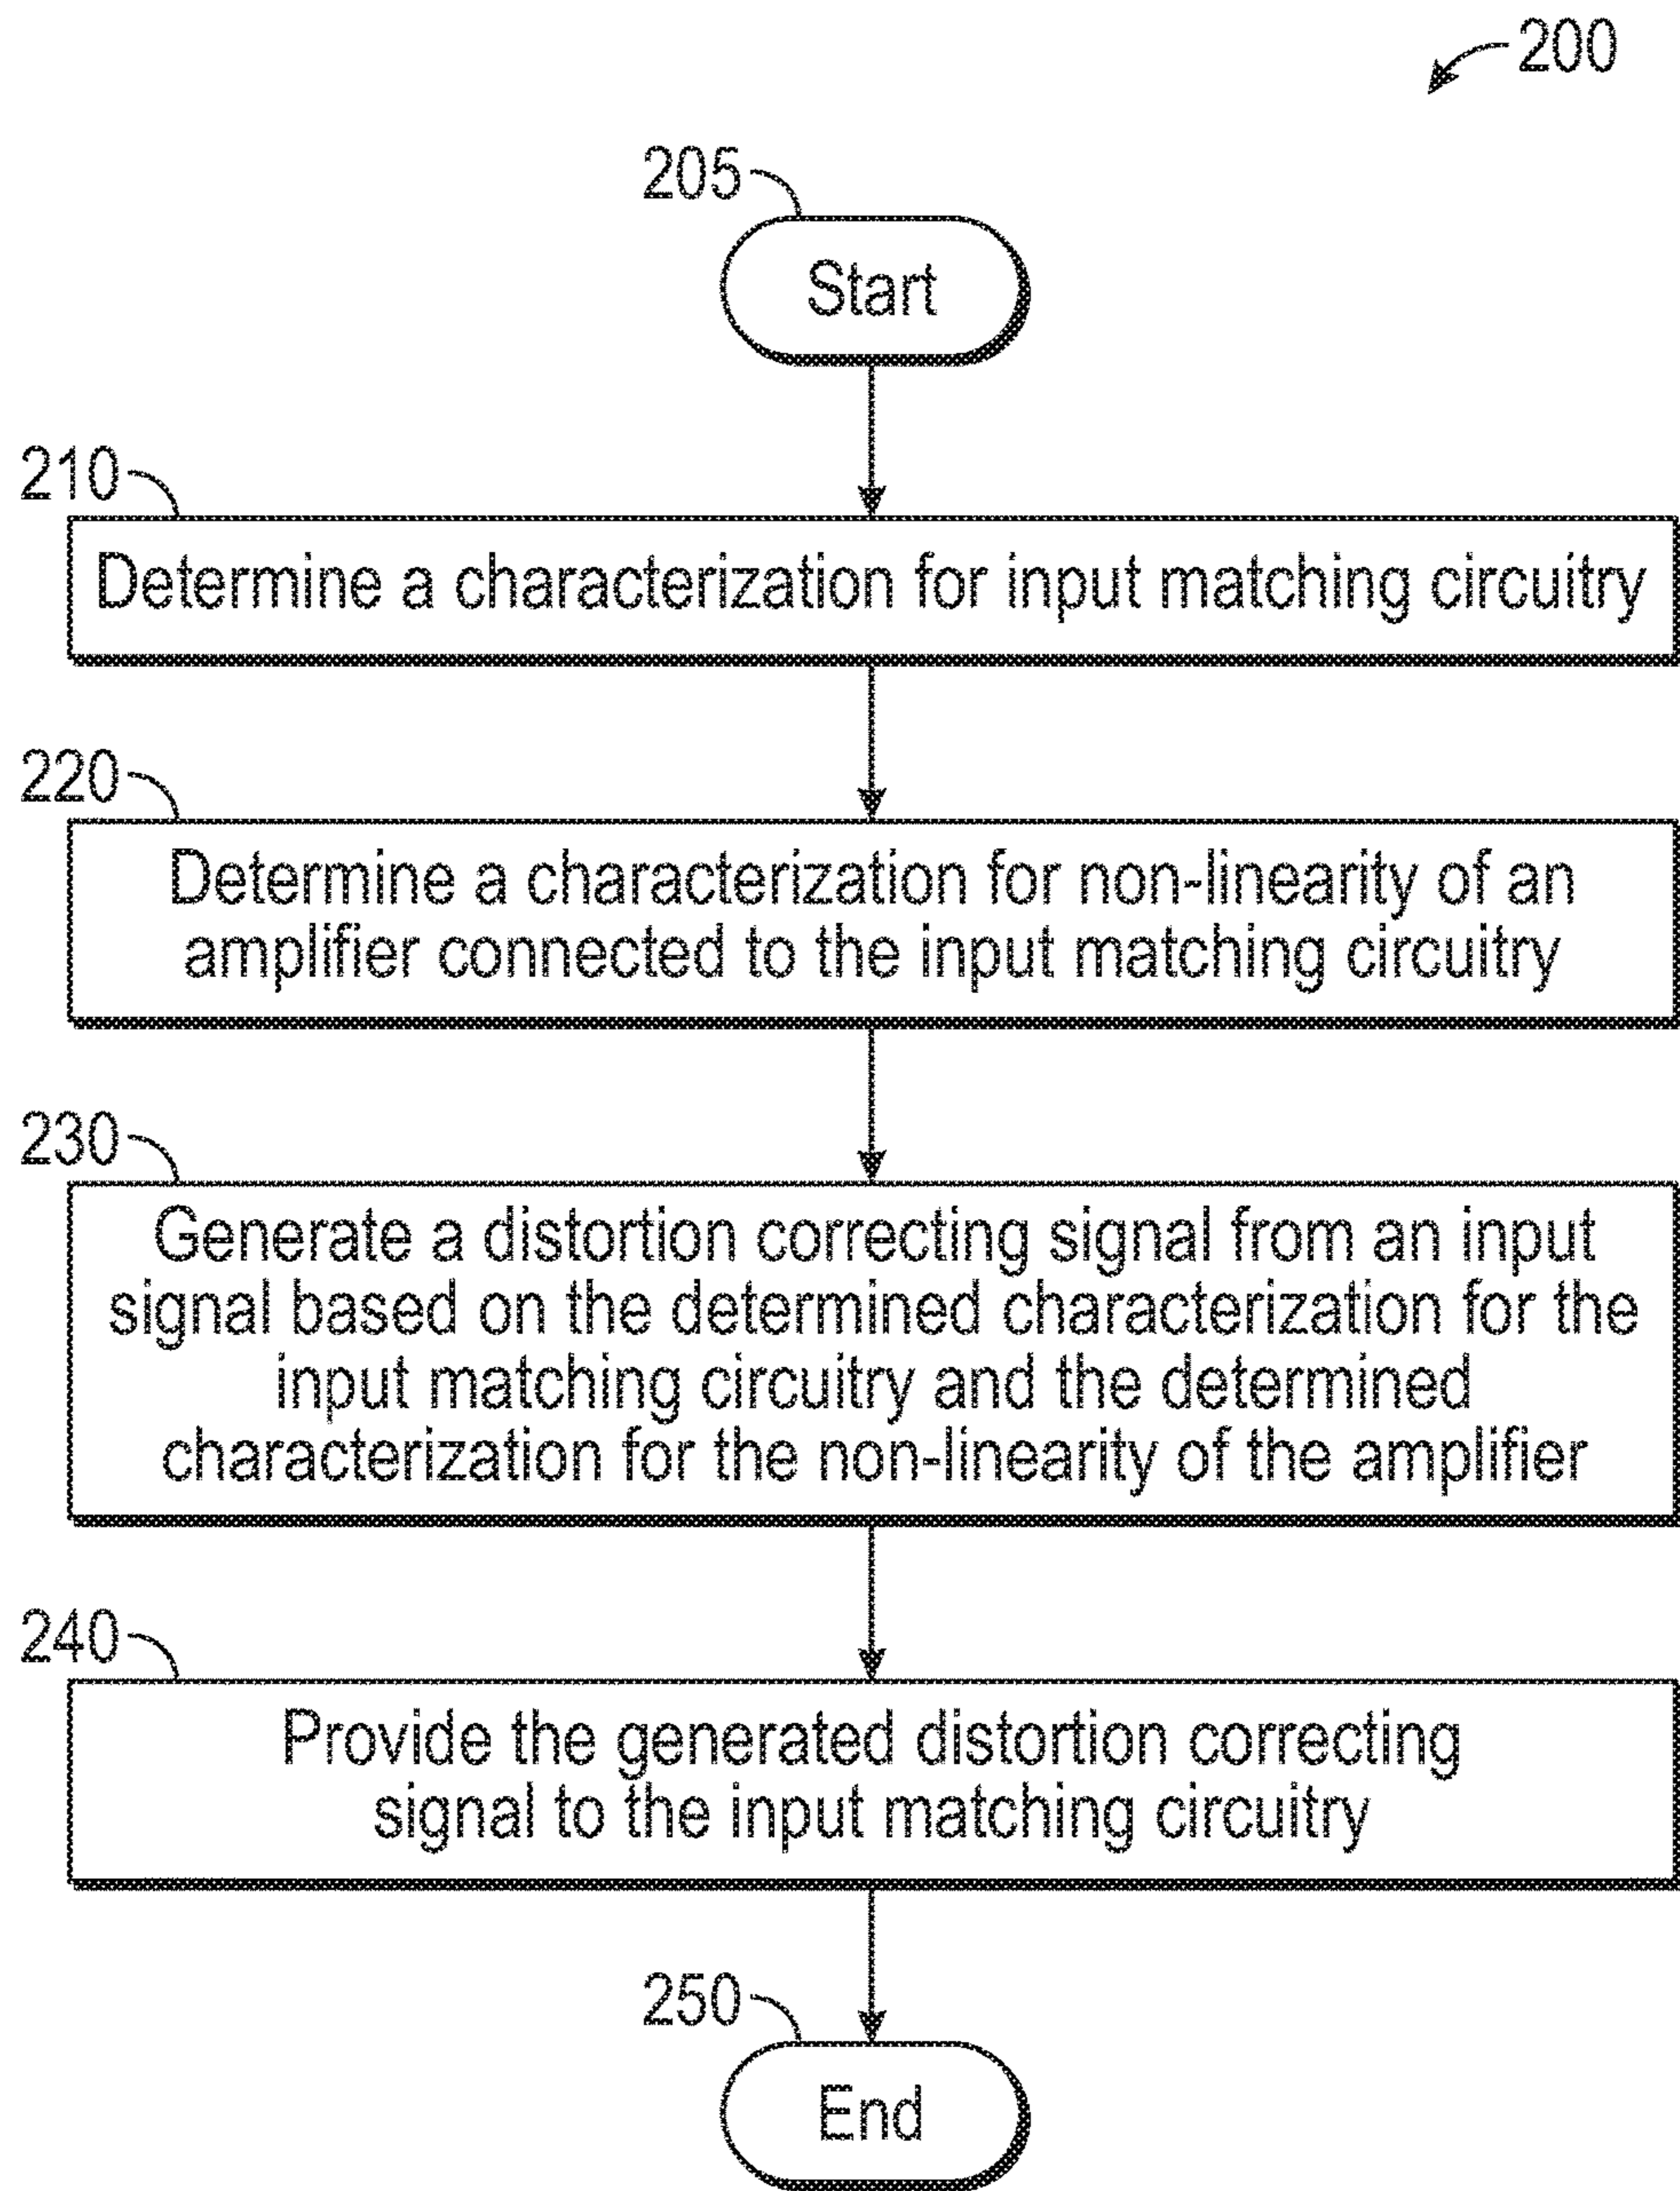 200
205
Start
210
Determine a characterization for input matching circuitry
220
Determine a characterization for non-linearity of an
amplifier connected to the input matching circuitry
230
Generate a distortion correcting signal from an input
signal based on the determined characterization for the
input matching circuitry and the determined
characterization for the non-linearity of the amplifier
240
Provide the generated distortion correcting
signal to the input matching circuitry
250
End